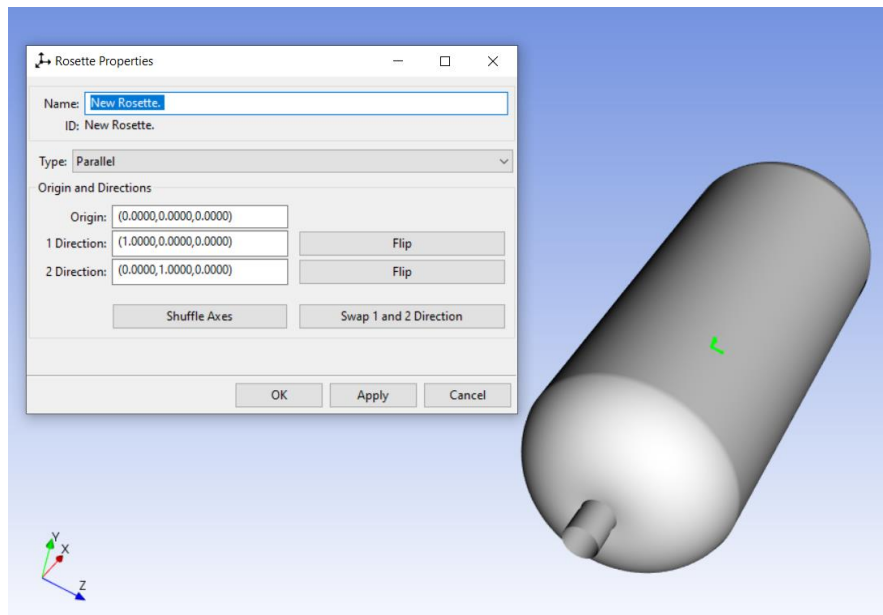 Rosette Properties
Name: New Rosette.
ID: New Rosette.
Type: Parallel
Origin and Directions
Origin: (0.0000,0.0000,0.0000)
1 Direction: (1.0000,0.0000,0.0000) Flip
2 Direction: (0.0000,1.0000,0.0000) Flip
Shuffle Axes Swap 1 and 2 Direction
OK Apply Cancel
Y
X
Z